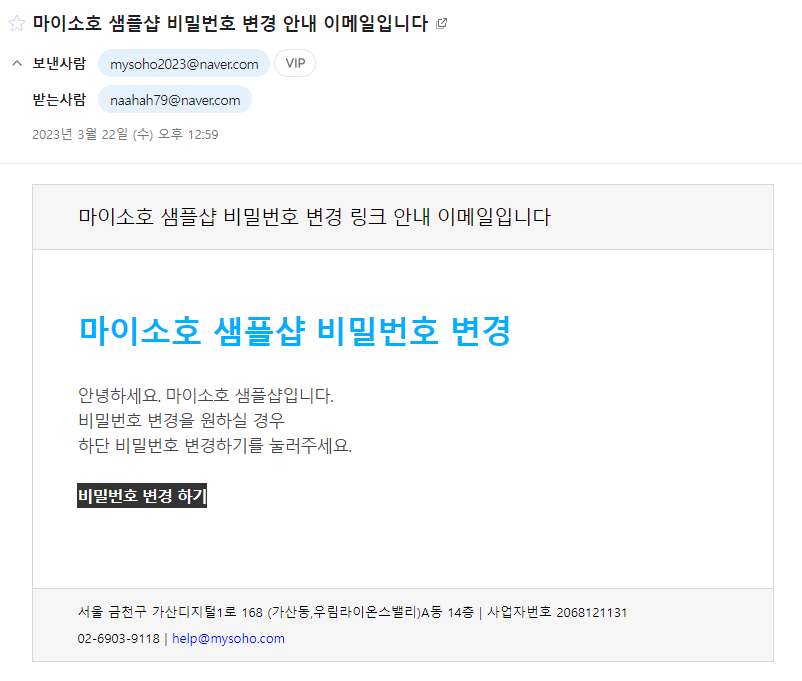 마이소호 샘플샵 비밀번호 변경 안내 이메일입니다
보낸사람 mysoho2023@naver.com VIP
받는사람 naahah79@naver.com
2023년 3월 22일 (수) 오후 12:59
마이소호 샘플샵 비밀번호 변경 링크 안내 이메일입니다
마이소호 샘플샵 비밀번호 변경
안녕하세요. 마이소호 샘플샵입니다.
비밀번호 변경을 원하실 경우
하단 비밀번호 변경하기를 눌러주세요.
비밀번호 변경 하기
서울 금천구 가산디지털1로 168 (가산동,우림라이온스밸리)A동 14층 | 사업자번호 2068121131
02-6903-9118 | help@mysoho.com